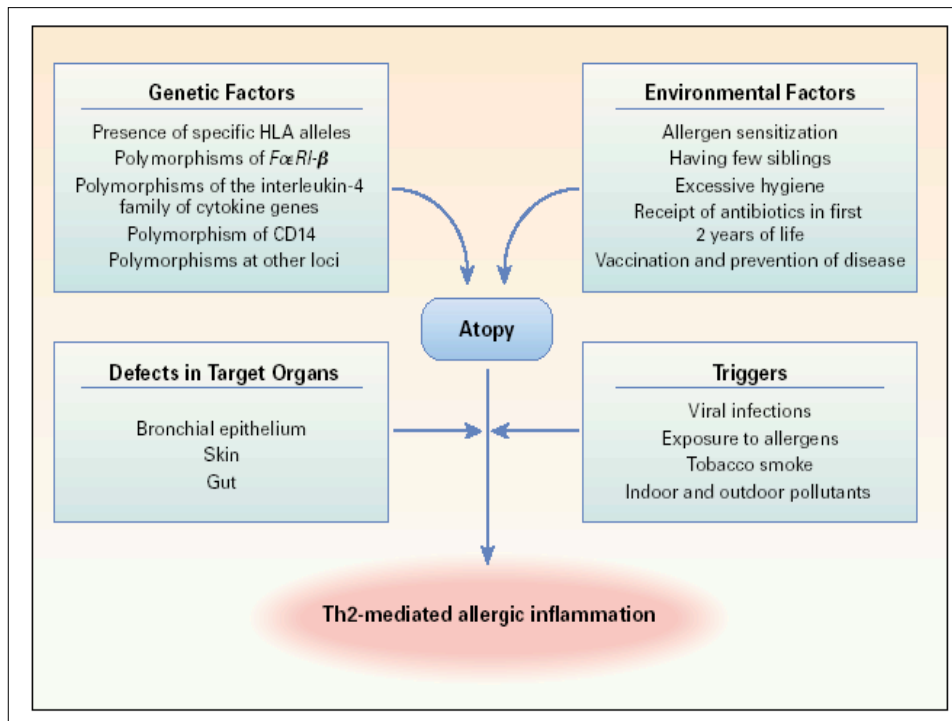 Genetic Factors
Presence of specific HLA alleles
Polymorphisms of FcεRI-β
Polymorphisms of the interleukin-4
family of cytokine genes
Polymorphism of CD14
Polymorphisms at other loci
Environmental Factors
Allergen sensitization
Having few siblings
Excessive hygiene
Receipt of antibiotics in first
2 years of life
Vaccination and prevention of disease
Atopy
Defects in Target Organs
Bronchial epithelium
Skin
Gut
Triggers
Viral infections
Exposure to allergens
Tobacco smoke
Indoor and outdoor pollutants
Th2-mediated allergic inflammation